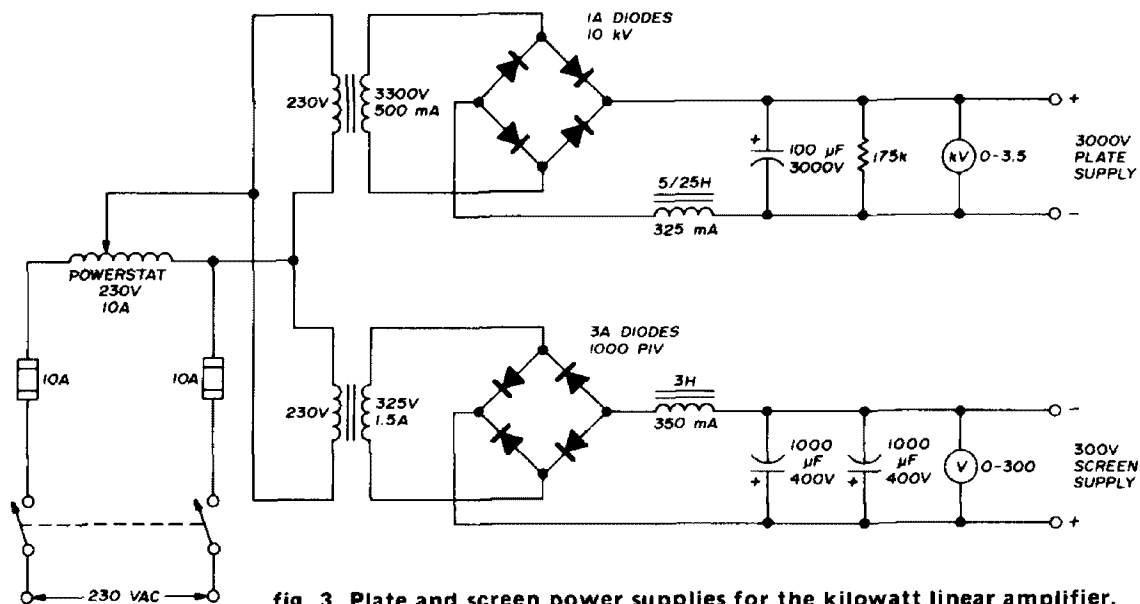 1A DIODES
10 kV
230V
3300V
500 mA
+
+
100 µF
3000V
175k
kV
0-3.5
3000V
PLATE
SUPPLY
5/25H
325 mA
−
POWERSTAT
230V
10A
3A DIODES
1000 PIV
10A
10A
230V
325V
1.5A
3H
350 mA
−
1000
µF
400V
+
1000
µF
400V
+
V
0-300
300V
SCREEN
SUPPLY
+
230 VAC
fig. 3. Plate and screen power supplies for the kilowatt linear amplifier.